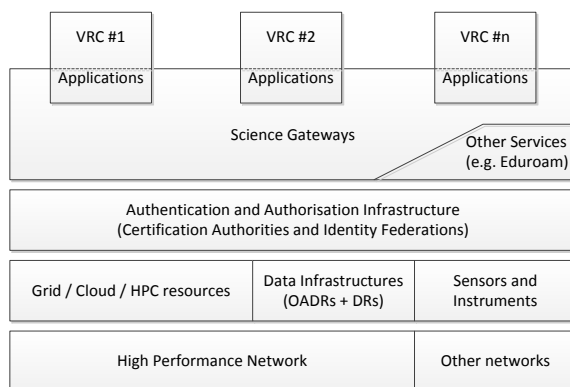 VRC #1
VRC #2
VRC #n
Applications
Applications
Applications
Science Gateways
Other Services
(e.g. Eduroam)
Authentication and Authorisation Infrastructure
(Certification Authorities and Identity Federations)
Grid / Cloud / HPC resources
Data Infrastructures
(OADRs + DRs)
Sensors and
Instruments
High Performance Network
Other networks